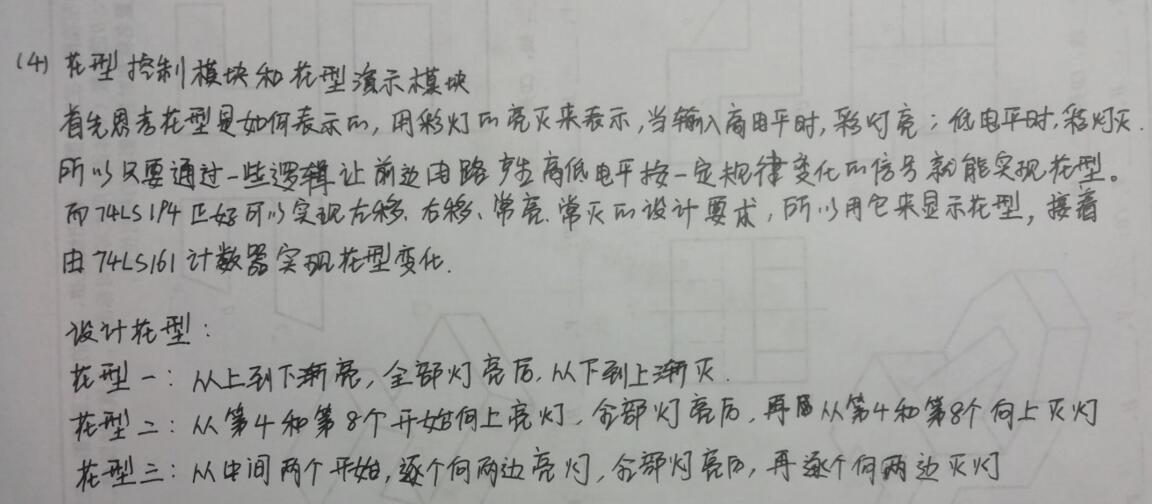 (4) 花型控制模块和花型演示模块
首先思考花型是如何表示的,用彩灯的亮灭来表示,当输入高电平时,彩灯亮;低电平时,彩灯灭.
所以只要通过一些逻辑让前边电路产生高低电平按一定规律变化的信号就能实现花型。
而74LS194正好可以实现左移、右移、常亮、常灭的设计要求,所以用它来显示花型,接着
由74LS161计数器实现花型变化.
设计花型:
花型一:从上到下渐亮,全部灯亮后,从下到上渐灭.
花型二:从第4和第8个开始向上亮灯,全部灯亮后,再从第4和第8个向上灭灯
花型三:从中间两个开始,逐个向两边亮灯,全部灯亮后,再逐个向两边灭灯